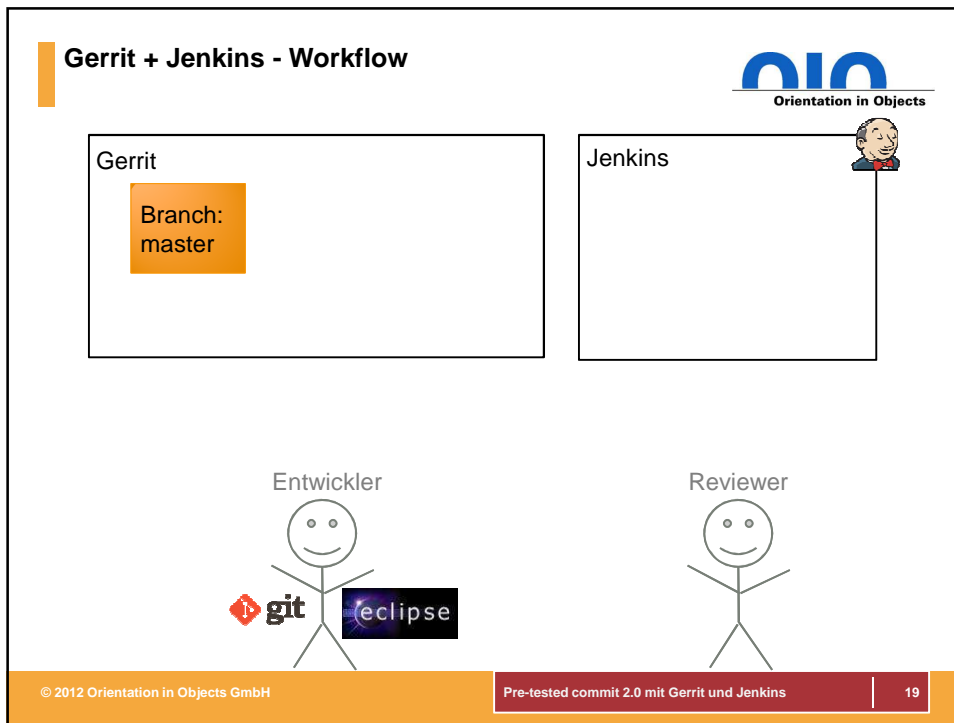 Gerrit + Jenkins - Workflow
OIO
Orientation in Objects
Gerrit
Branch:
master
Jenkins
Entwickler
Reviewer
git
eclipse
© 2012 Orientation in Objects GmbH
Pre-tested commit 2.0 mit Gerrit und Jenkins
19